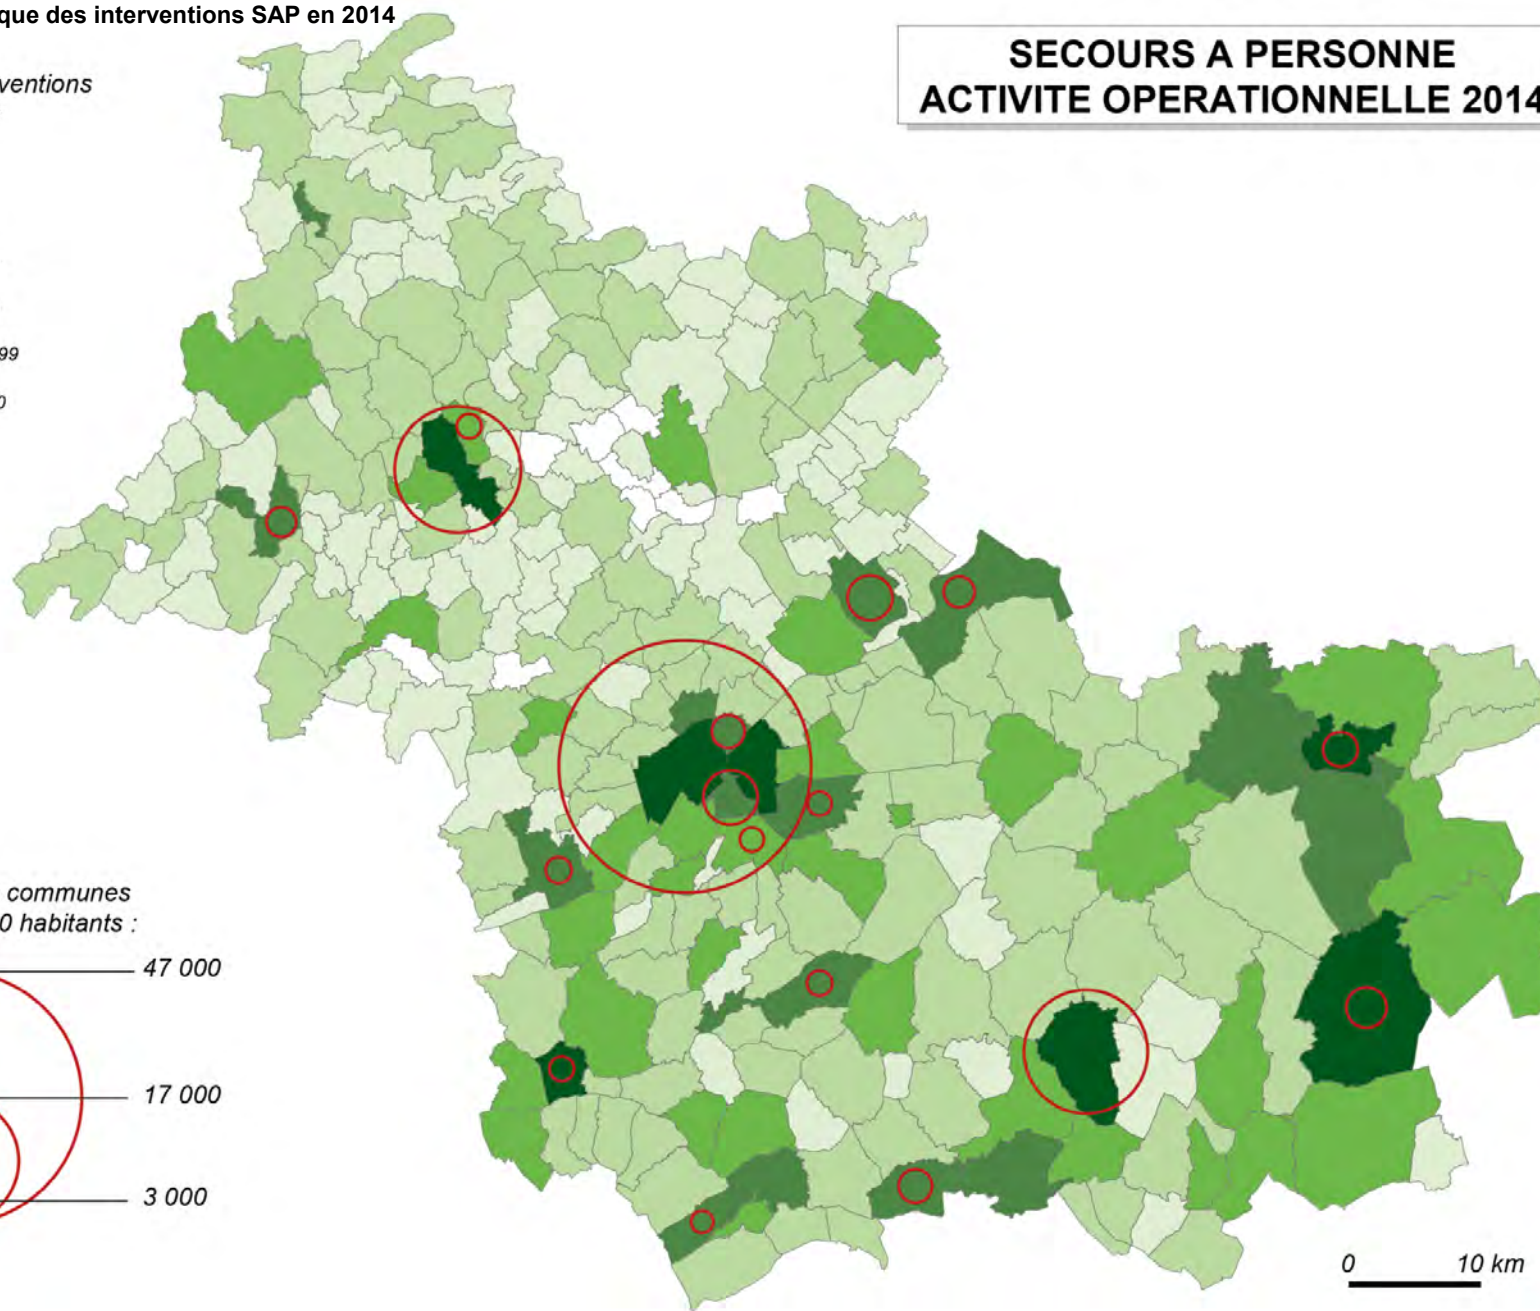 que des interventions SAP en 2014
SECOURS A PERSONNE
ACTIVITE OPERATIONNELLE 2014
ventions
99
0
communes
0 habitants :
47 000
17 000
3 000
0 10 km